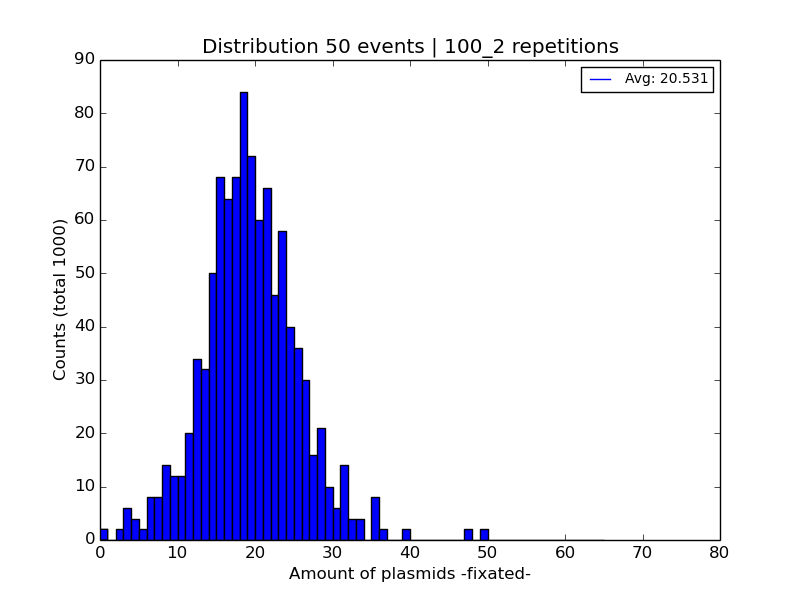 Distribution 50 events | 100_2 repetitions
Avg: 20.531
90
80
70
60
50
40
30
20
10
0
Counts (total 1000)
0 10 20 30 40 50 60 70 80
Amount of plasmids -fixated-